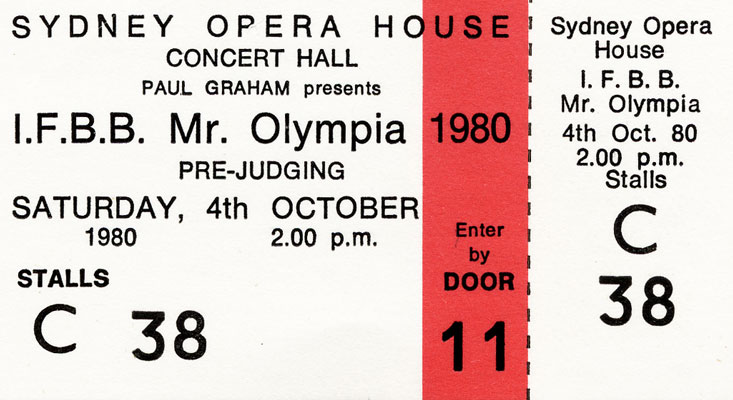 SYDNEY OPERA HOUSE
CONCERT HALL
PAUL GRAHAM presents
I.F.B.B. Mr. Olympia 1980
PRE-JUDGING
SATURDAY, 4th OCTOBER
1980 2.00 p.m.
STALLS
C 38
Enter
by
DOOR
11
Sydney Opera
House
I. F. B. B.
Mr. Olympia
4th Oct. 80
2.00 p.m.
Stalls
C
38